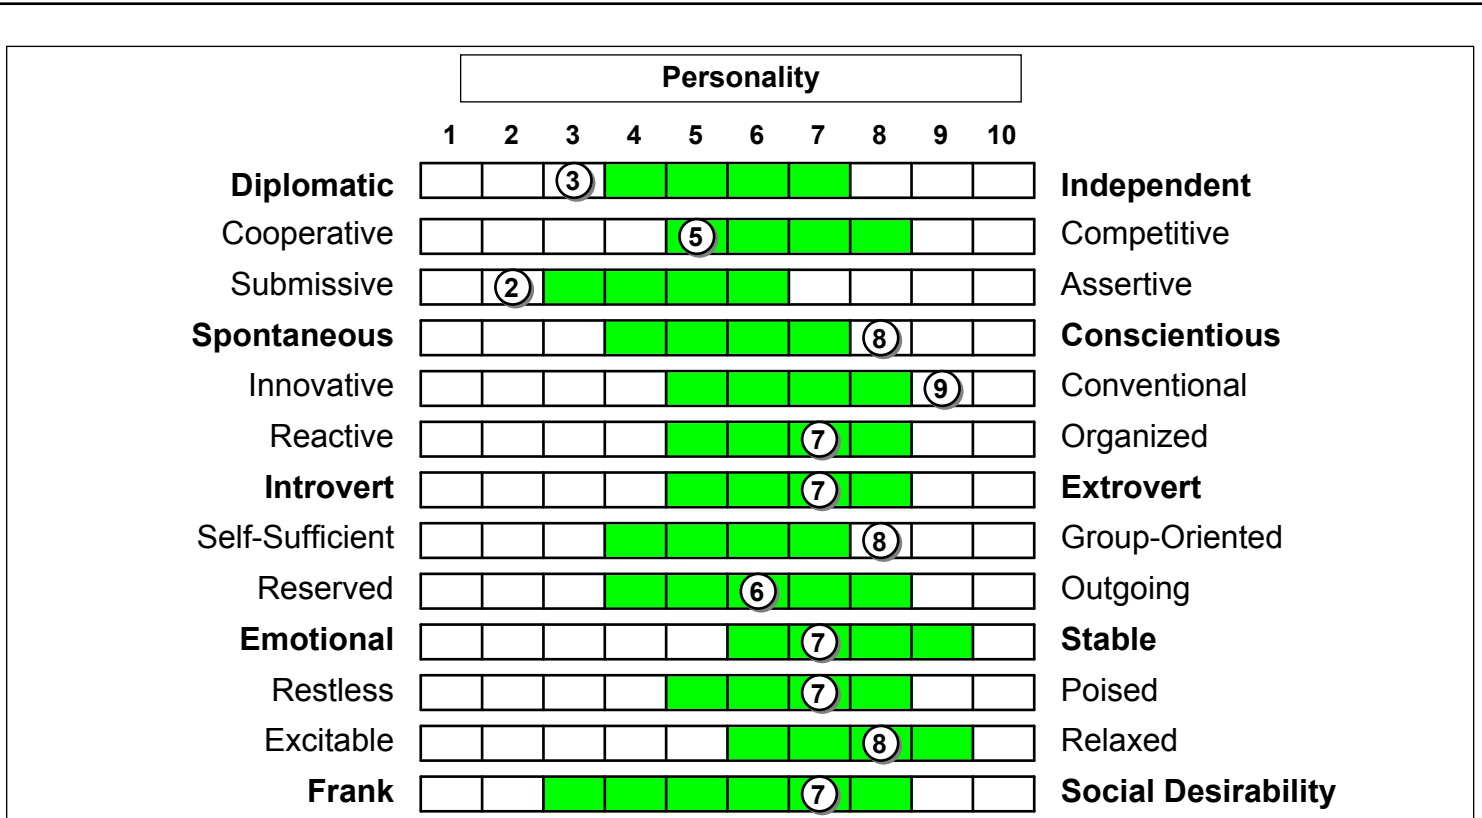 Personality
1 2 3 4 5 6 7 8 9 10
Diplomatic 3 Independent
Cooperative 5 Competitive
Submissive 2 Assertive
Spontaneous 8 Conscientious
Innovative 9 Conventional
Reactive 7 Organized
Introvert 7 Extrovert
Self-Sufficient 8 Group-Oriented
Reserved 6 Outgoing
Emotional 7 Stable
Restless 7 Poised
Excitable 8 Relaxed
Frank 7 Social Desirability